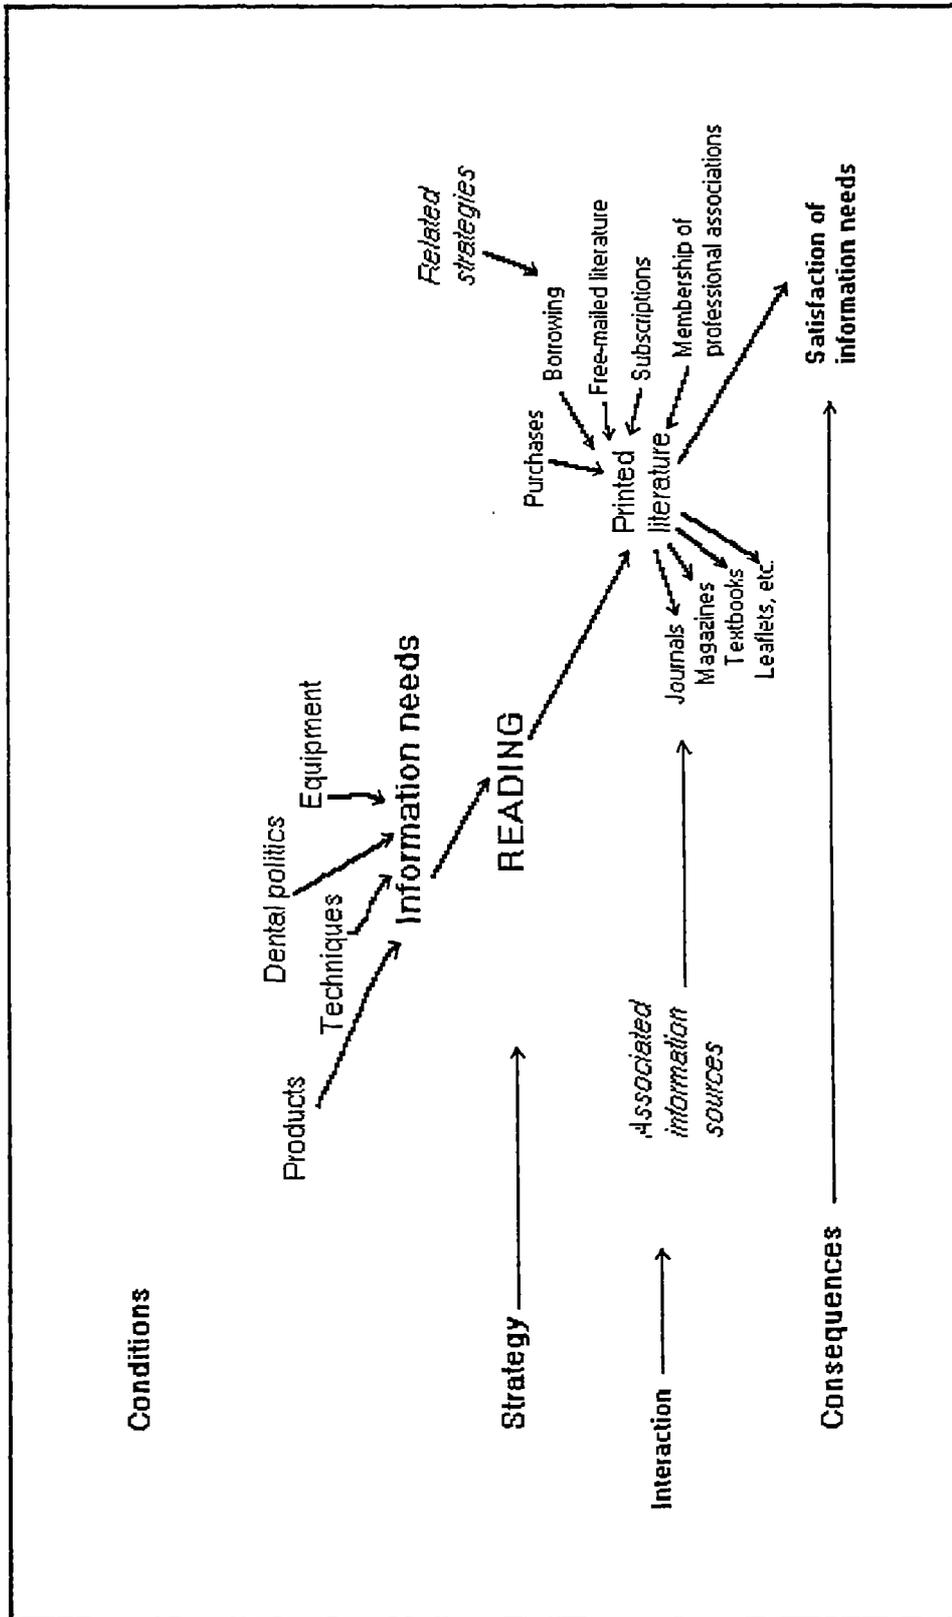 Conditions
Dental politics
Equipment
Products
Techniques
Information needs
Related
strategies
Strategy
READING
Purchases
Borrowing
Free-mailed literature
Subscriptions
Membership of
professional associations
Printed
literature
Interaction
Associated
information
sources
Journals
Magazines
Textbooks
Leaflets, etc.
Consequences
Satisfaction of
information needs